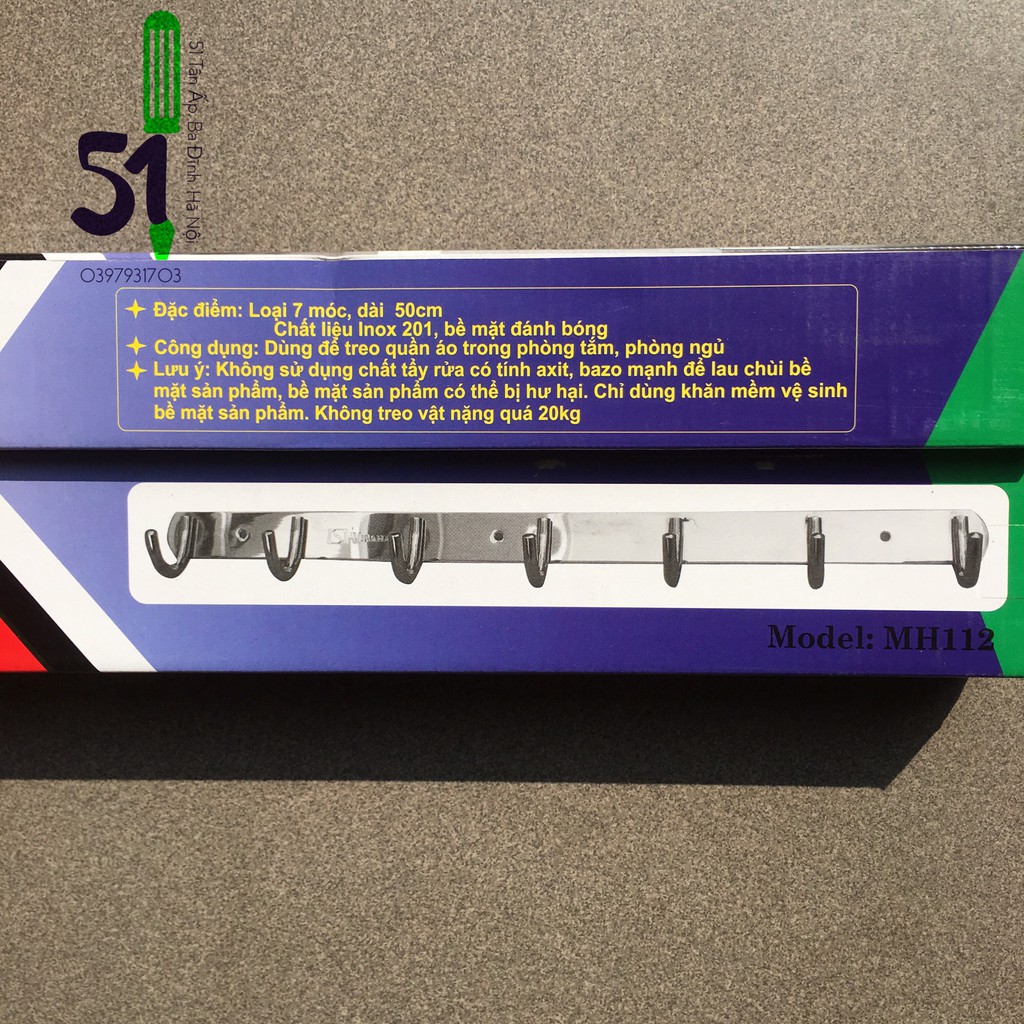 51
51 Tân Ấp Ba Đình Hà Nội
0397931703
Đặc điểm: Loại 7 móc, dài 50cm
Chất liệu Inox 201, bề mặt đánh bóng
Công dụng: Dùng để treo quần áo trong phòng tắm, phòng ngủ
Lưu ý: Không sử dụng chất tẩy rửa có tính axit, bazo mạnh để lau chùi bề
mặt sản phẩm, bề mặt sản phẩm có thể bị hư hại. Chỉ dùng khăn mềm vệ sinh
bề mặt sản phẩm. Không treo vật nặng quá 20kg
Model: MH112